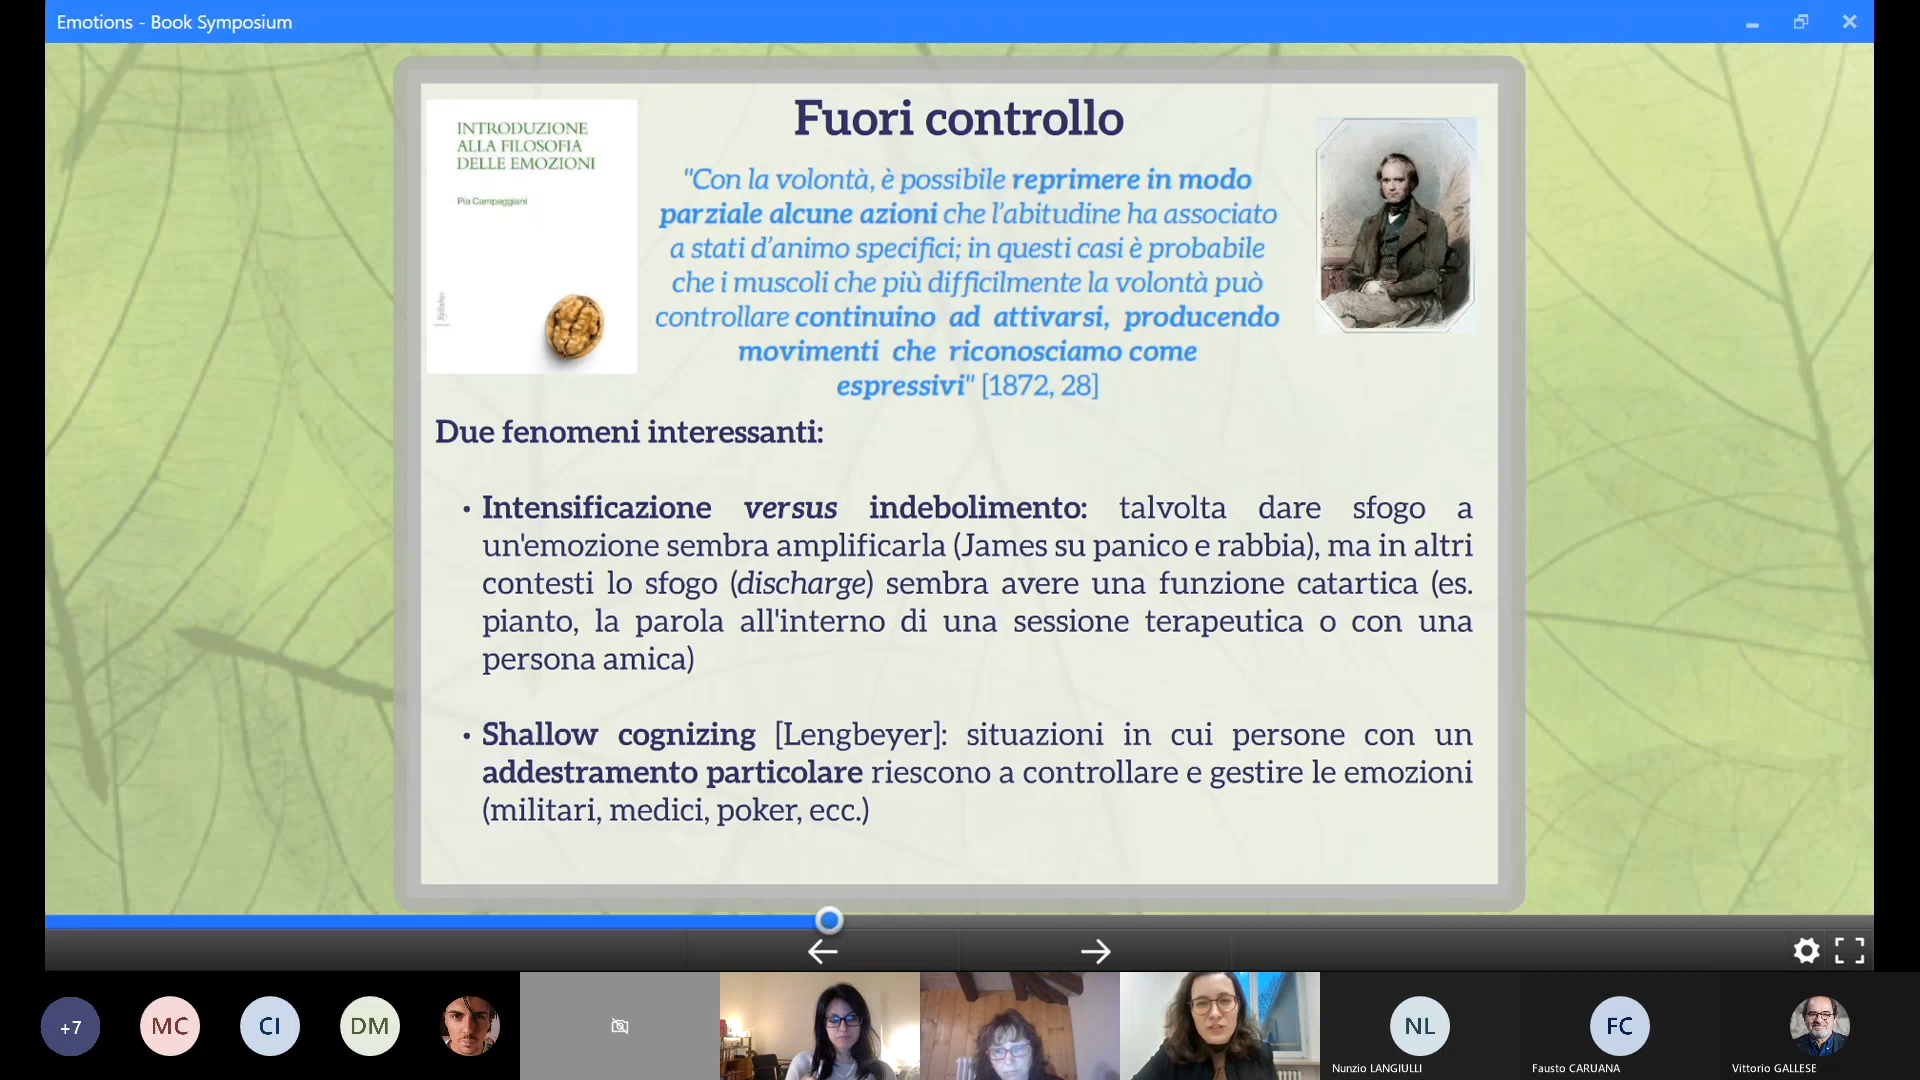 Emotions - Book Symposium
INTRODUZIONE
ALLA FILOSOFIA
DELLE EMOZIONI
Pia Campeggiani
Syllabus
Fuori controllo
"Con la volontà, è possibile reprimere in modo
parziale alcune azioni che l'abitudine ha associato
a stati d'animo specifici; in questi casi è probabile
che i muscoli che più difficilmente la volontà può
controllare continuino ad attivarsi, producendo
movimenti che riconosciamo come
espressivi" [1872, 28]
Due fenomeni interessanti:
• Intensificazione versus indebolimento: talvolta dare sfogo a
un'emozione sembra amplificarla (James su panico e rabbia), ma in altri
contesti lo sfogo (discharge) sembra avere una funzione catartica (es.
pianto, la parola all'interno di una sessione terapeutica o con una
persona amica)
• Shallow cognizing [Lengbeyer]: situazioni in cui persone con un
addestramento particolare riescono a controllare e gestire le emozioni
(militari, medici, poker, ecc.)
+7
MC
CI
DM
NL
Nunzio LANGIULLI
FC
Fausto CARUANA
Vittorio GALLESE